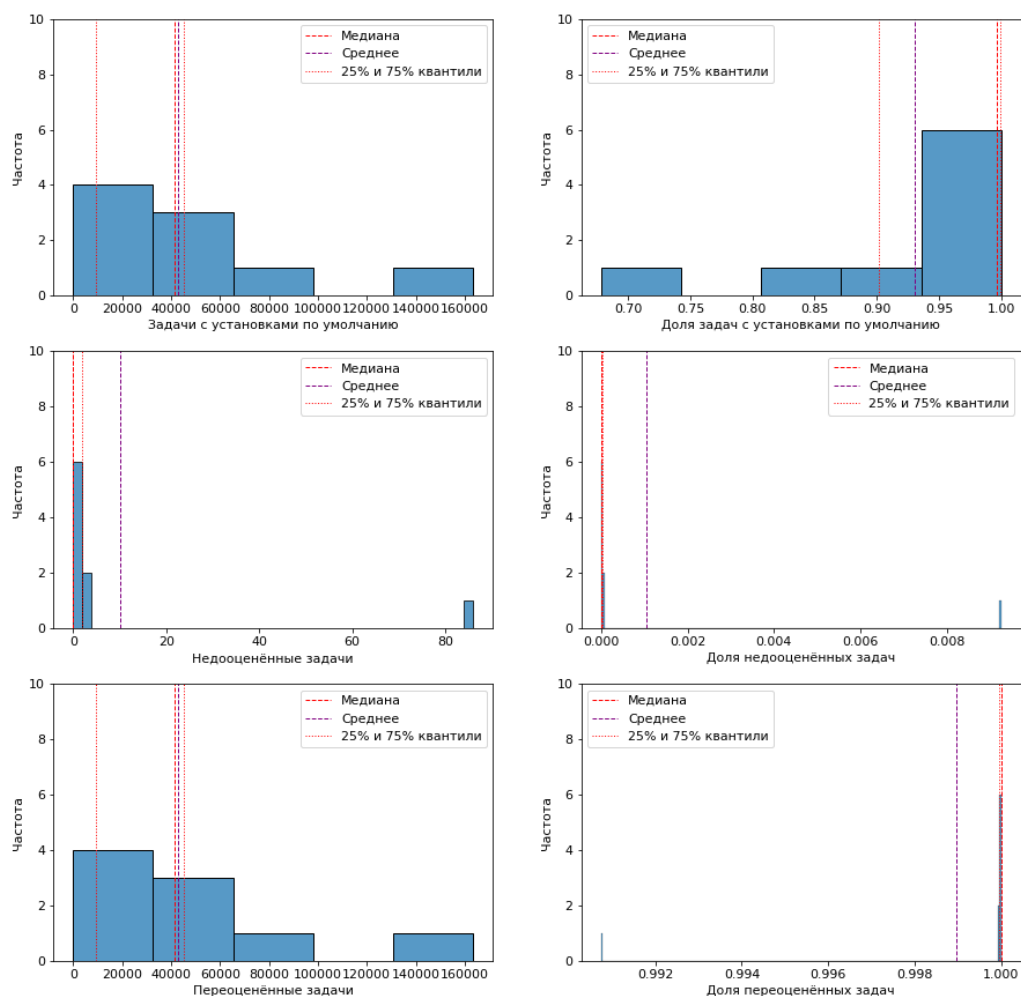 10
8
6
4
2
0
Частота
Медиана
Среднее
25% и 75% квантили
0 20000 40000 60000 80000 100000 120000 140000 160000
Задачи с установками по умолчанию
10
8
6
4
2
0
Частота
Медиана
Среднее
25% и 75% квантили
0.70 0.75 0.80 0.85 0.90 0.95 1.00
Доля задач с установками по умолчанию
10
8
6
4
2
0
Частота
Медиана
Среднее
25% и 75% квантили
0 20 40 60 80
Недооценённые задачи
10
8
6
4
2
0
Частота
Медиана
Среднее
25% и 75% квантили
0.000 0.002 0.004 0.006 0.008
Доля недооценённых задач
10
8
6
4
2
0
Частота
Медиана
Среднее
25% и 75% квантили
0 20000 40000 60000 80000 100000 120000 140000 160000
Переоценённые задачи
10
8
6
4
2
0
Частота
Медиана
Среднее
25% и 75% квантили
0.992 0.994 0.996 0.998 1.000
Доля переоценённых задач